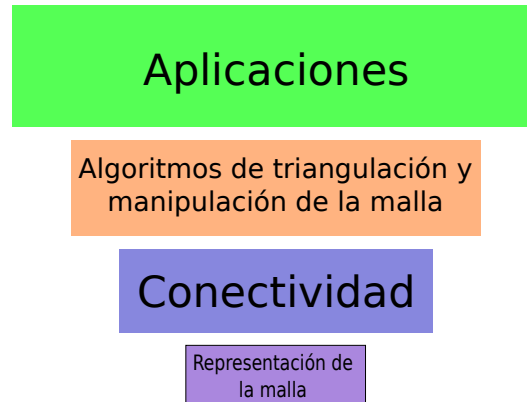 Aplicaciones
Algoritmos de triangulación y
manipulación de la malla
Conectividad
Representación de
la malla